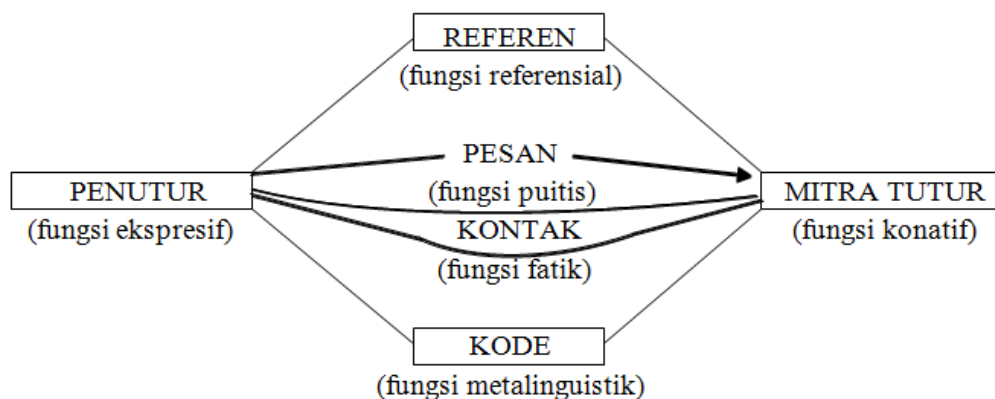 REFEREN
(fungsi referensial)
PESAN
PENUTUR
(fungsi puitis)
MITRA TUTUR
(fungsi ekspresif)
KONTAK
(fungsi konatif)
(fungsi fatik)
KODE
(fungsi metalinguistik)